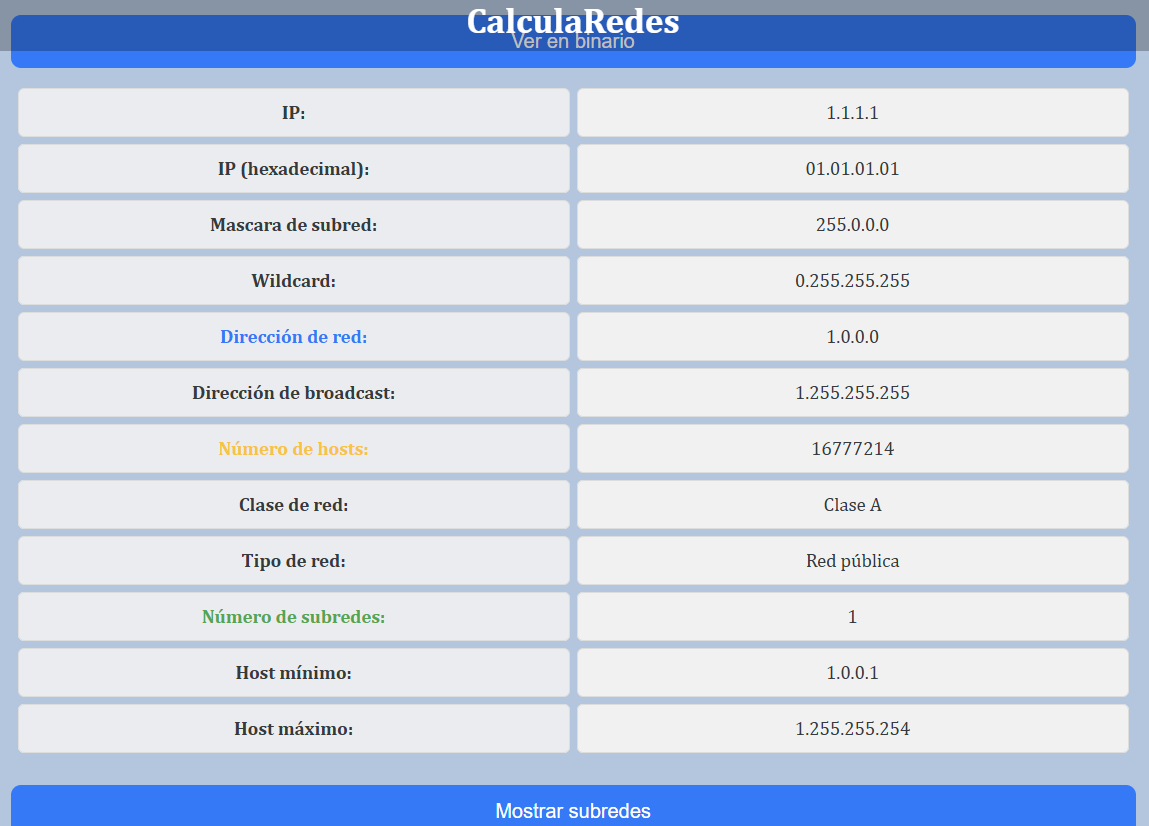 CalculaRedes
Ver en binario
IP: 1.1.1.1
IP (hexadecimal): 01.01.01.01
Mascara de subred: 255.0.0.0
Wildcard: 0.255.255.255
Dirección de red: 1.0.0.0
Dirección de broadcast: 1.255.255.255
Número de hosts: 16777214
Clase de red: Clase A
Tipo de red: Red pública
Número de subredes: 1
Host mínimo: 1.0.0.1
Host máximo: 1.255.255.254
Mostrar subredes